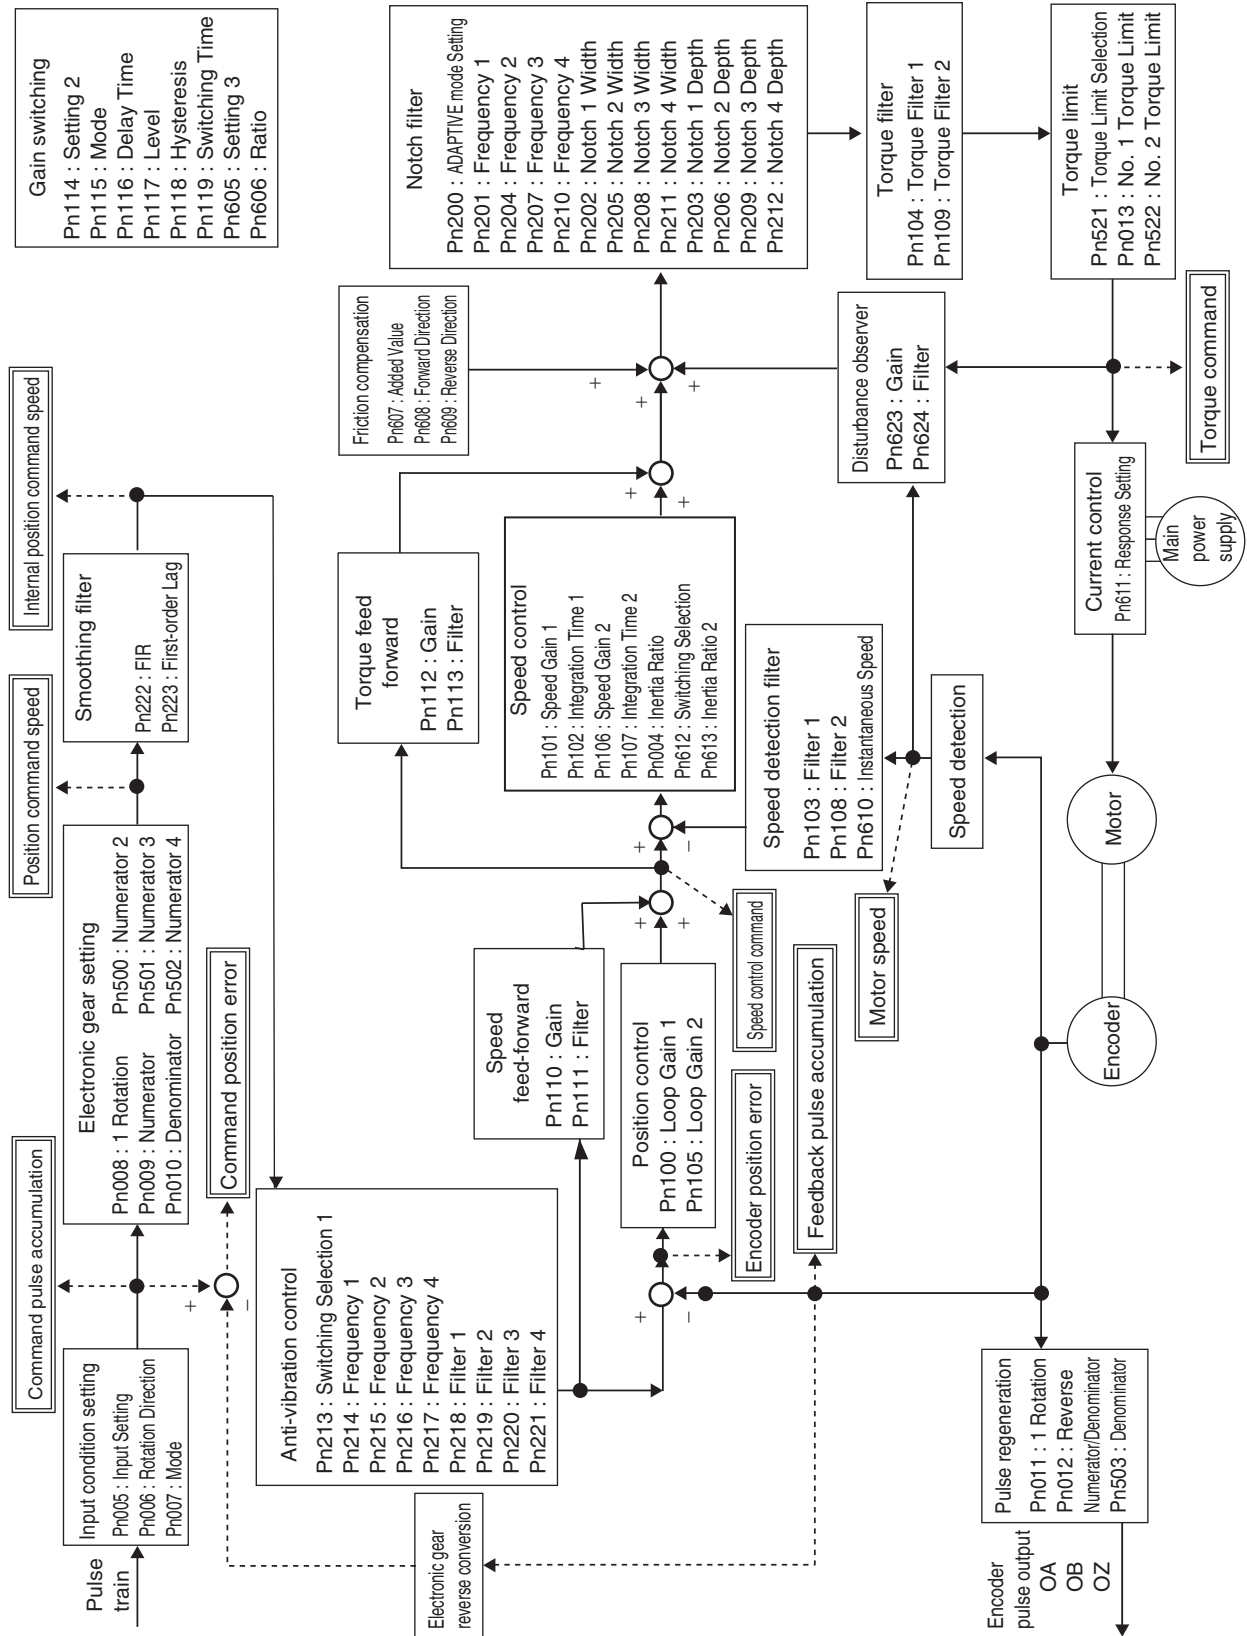 Pulse
train
Input condition setting
Pn005 : Input Setting
Pn006 : Rotation Direction
Pn007 : Mode
Command pulse accumulation
Electronic gear setting
Pn008 : 1 Rotation Pn500 : Numerator 2
Pn009 : Numerator Pn501 : Numerator 3
Pn010 : Denominator Pn502 : Numerator 4
Position command speed
Smoothing filter
Pn222 : FIR
Pn223 : First-order Lag
Internal position command speed
Gain switching
Pn114 : Setting 2
Pn115 : Mode
Pn116 : Delay Time
Pn117 : Level
Pn118 : Hysteresis
Pn119 : Switching Time
Pn605 : Setting 3
Pn606 : Ratio
+
−
Command position error
Anti-vibration control
Pn213 : Switching Selection 1
Pn214 : Frequency 1
Pn215 : Frequency 2
Pn216 : Frequency 3
Pn217 : Frequency 4
Pn218 : Filter 1
Pn219 : Filter 2
Pn220 : Filter 3
Pn221 : Filter 4
Electronic gear
reverse conversion
Speed
feed-forward
Pn110 : Gain
Pn111 : Filter
+
−
Position control
Pn100 : Loop Gain 1
Pn105 : Loop Gain 2
Encoder position error
Feedback pulse accumulation
+
+
Speed control command
Torque feed
forward
Pn112 : Gain
Pn113 : Filter
+
−
Speed control
Pn101 : Speed Gain 1
Pn102 : Integration Time 1
Pn106 : Speed Gain 2
Pn107 : Integration Time 2
Pn004 : Inertia Ratio
Pn612 : Switching Selection
Pn613 : Inertia Ratio 2
+
+
Friction compensation
Pn607 : Added Value
Pn608 : Forward Direction
Pn609 : Reverse Direction
+
+
+
Notch filter
Pn200 : ADAPTIVE mode Setting
Pn201 : Frequency 1
Pn204 : Frequency 2
Pn207 : Frequency 3
Pn210 : Frequency 4
Pn202 : Notch 1 Width
Pn205 : Notch 2 Width
Pn208 : Notch 3 Width
Pn211 : Notch 4 Width
Pn203 : Notch 1 Depth
Pn206 : Notch 2 Depth
Pn209 : Notch 3 Depth
Pn212 : Notch 4 Depth
Speed detection filter
Pn103 : Filter 1
Pn108 : Filter 2
Pn610 : Instantaneous Speed
Disturbance observer
Pn623 : Gain
Pn624 : Filter
Torque filter
Pn104 : Torque Filter 1
Pn109 : Torque Filter 2
Motor speed
Speed detection
Torque limit
Pn521 : Torque Limit Selection
Pn013 : No. 1 Torque Limit
Pn522 : No. 2 Torque Limit
Pulse regeneration
Pn011 : 1 Rotation
Pn012 : Reverse
Numerator/Denominator
Pn503 : Denominator
Encoder
pulse output
OA
OB
OZ
Encoder
Motor
Current control
Pn611 : Response Setting
Main
power
supply
Torque command